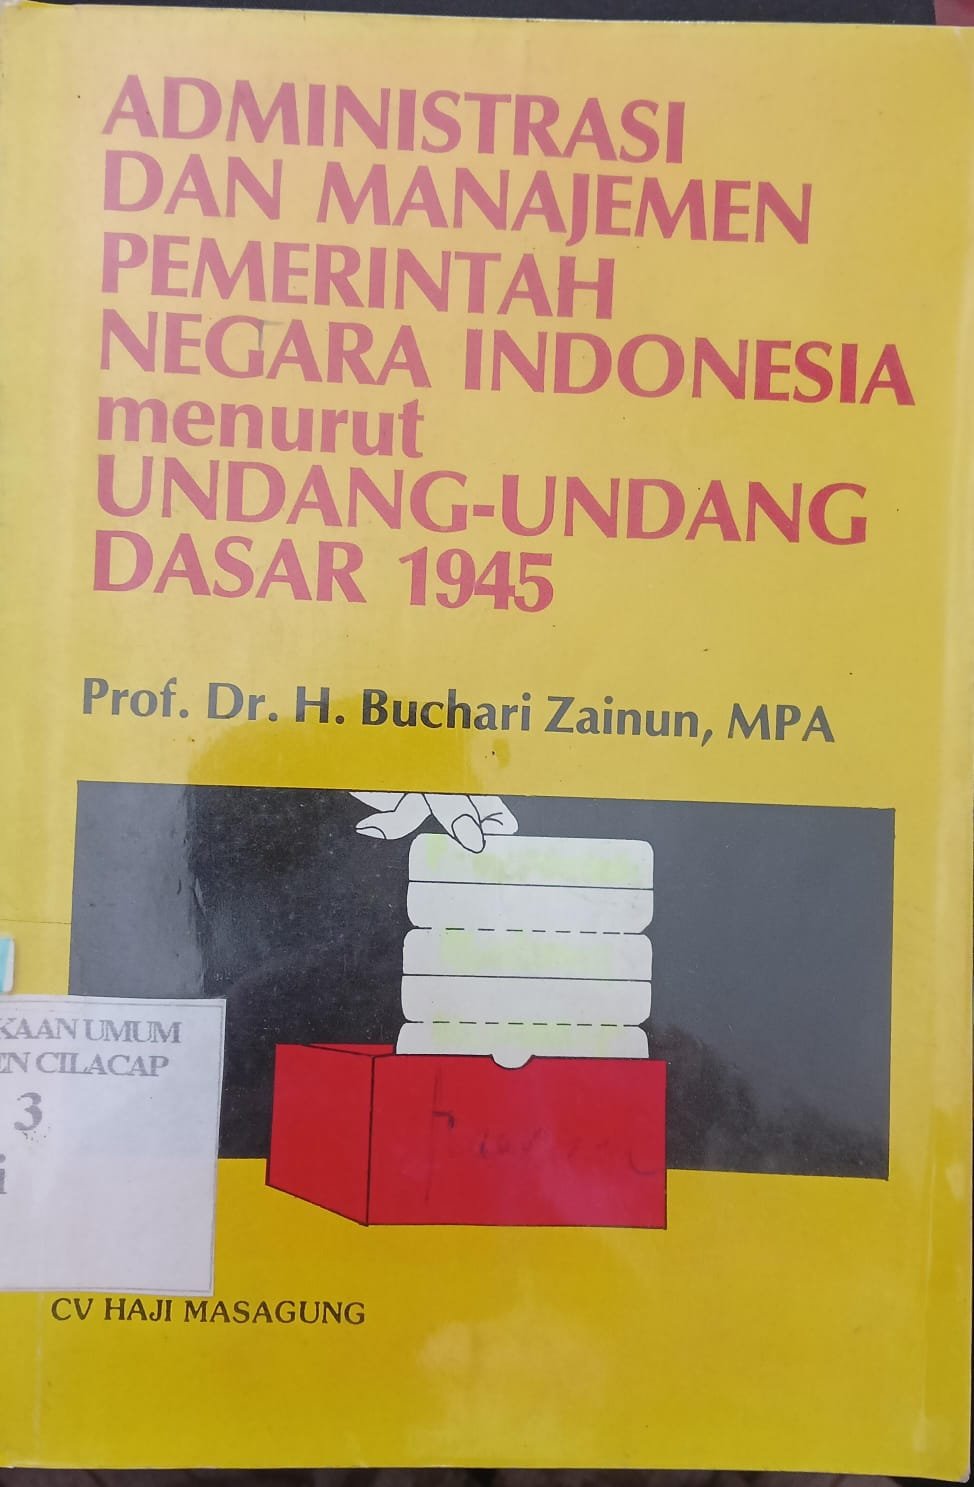 ADMINISTRASI
DAN MANAJEMEN
PEMERINTAH
NEGARA INDONESIA
menurut
UNDANG-UNDANG
DASAR 1945
Prof. Dr. H. Buchari Zainun, MPA
KAAN UMUM
EN CILACAP
3
i
CV HAJI MASAGUNG